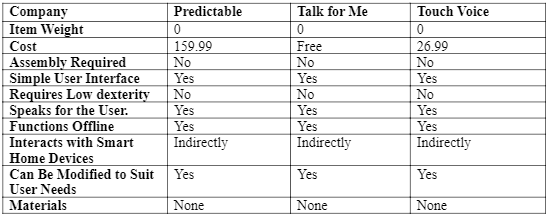 Company Predictable Talk for Me Touch Voice
Item Weight 0 0 0
Cost 159.99 Free 26.99
Assembly Required No No No
Simple User Interface Yes Yes Yes
Requires Low dexterity No No No
Speaks for the User. Yes Yes Yes
Functions Offline Yes Yes Yes
Interacts with Smart Indirectly Indirectly Indirectly
Home Devices
Can Be Modified to Suit Yes Yes Yes
User Needs
Materials None None None